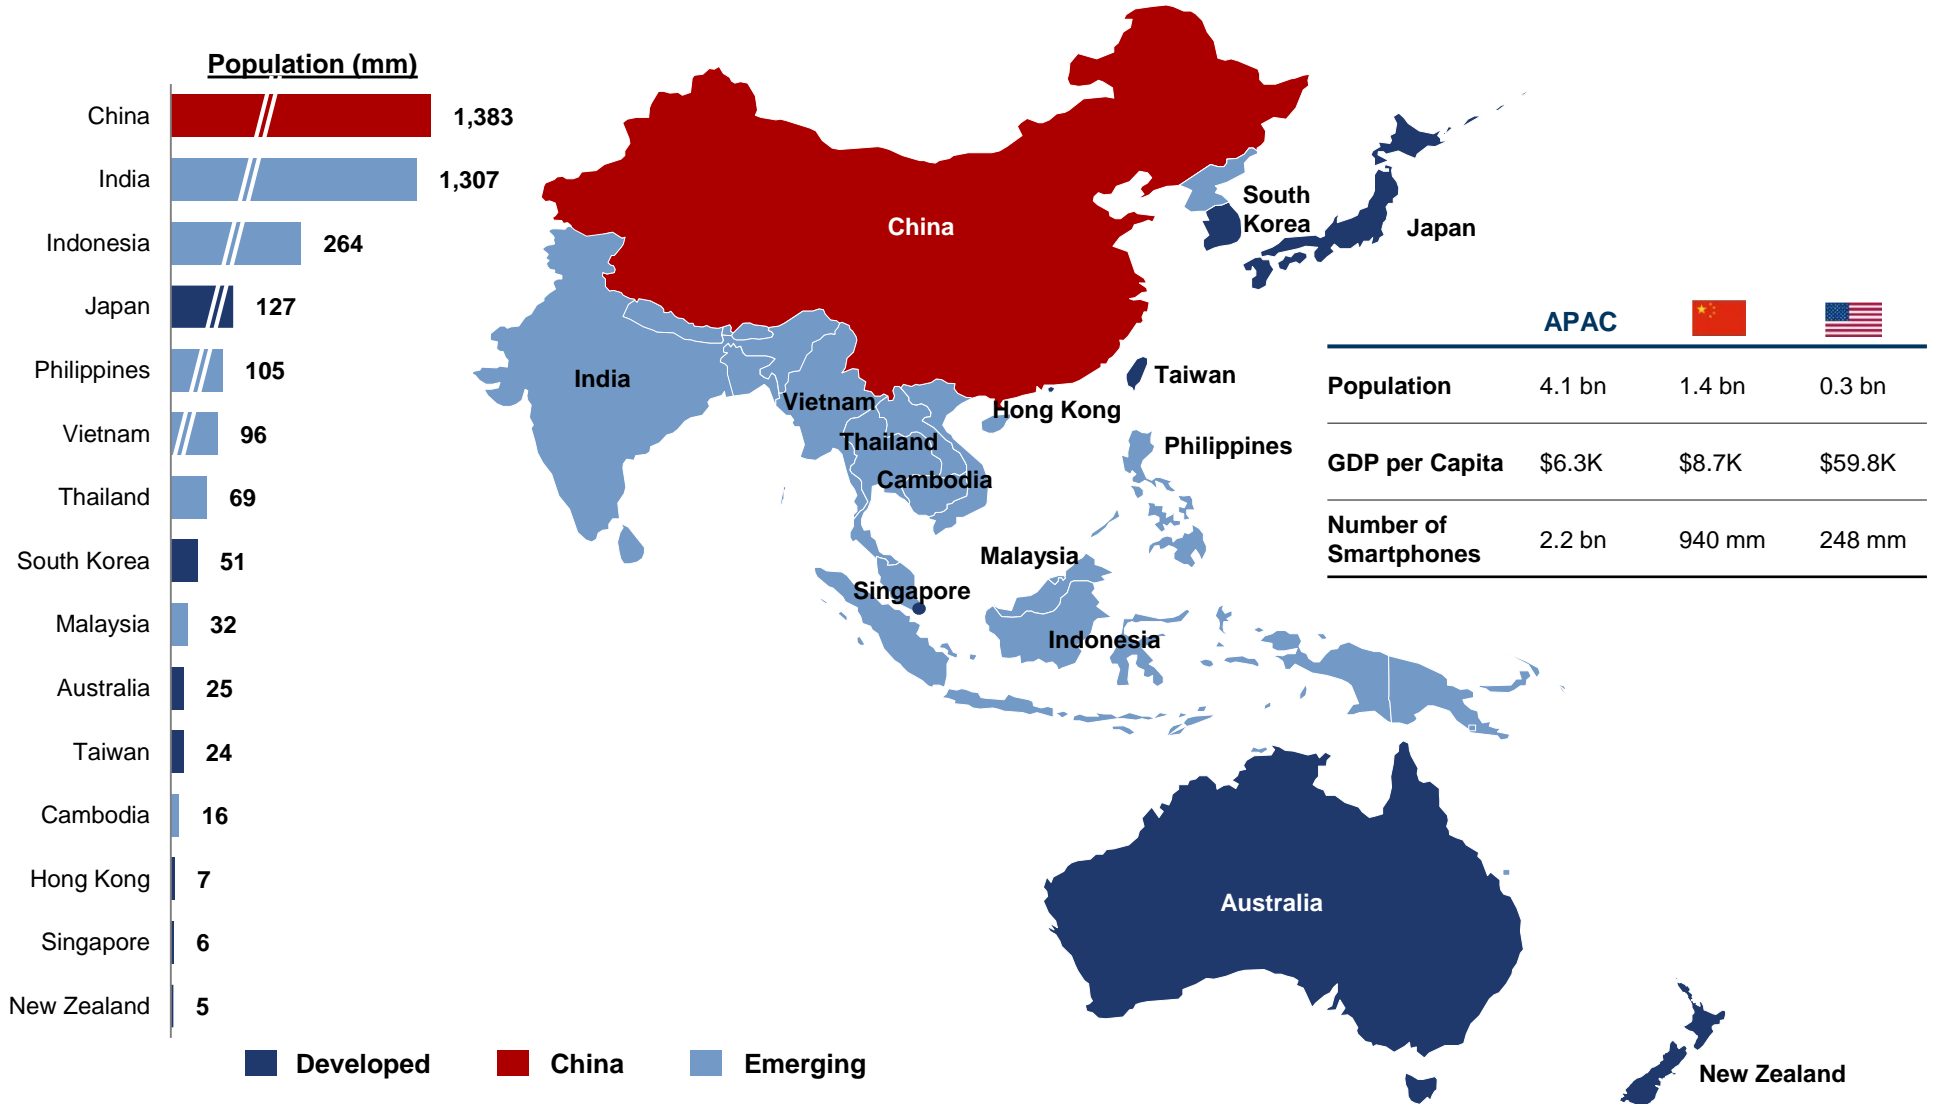 Population (mm)
China 1,383
India 1,307
Indonesia 264
Japan 127
Philippines 105
Vietnam 96
Thailand 69
South Korea 51
Malaysia 32
Australia 25
Taiwan 24
Cambodia 16
Hong Kong 7
Singapore 6
New Zealand 5
Developed
China
Emerging
China
South
Korea
Japan
India
Vietnam
Thailand
Cambodia
Taiwan
Hong Kong
Philippines
Malaysia
Singapore
Indonesia
Australia
New Zealand
APAC
Population 4.1 bn 1.4 bn 0.3 bn
GDP per Capita $6.3K $8.7K $59.8K
Number of
Smartphones 2.2 bn 940 mm 248 mm